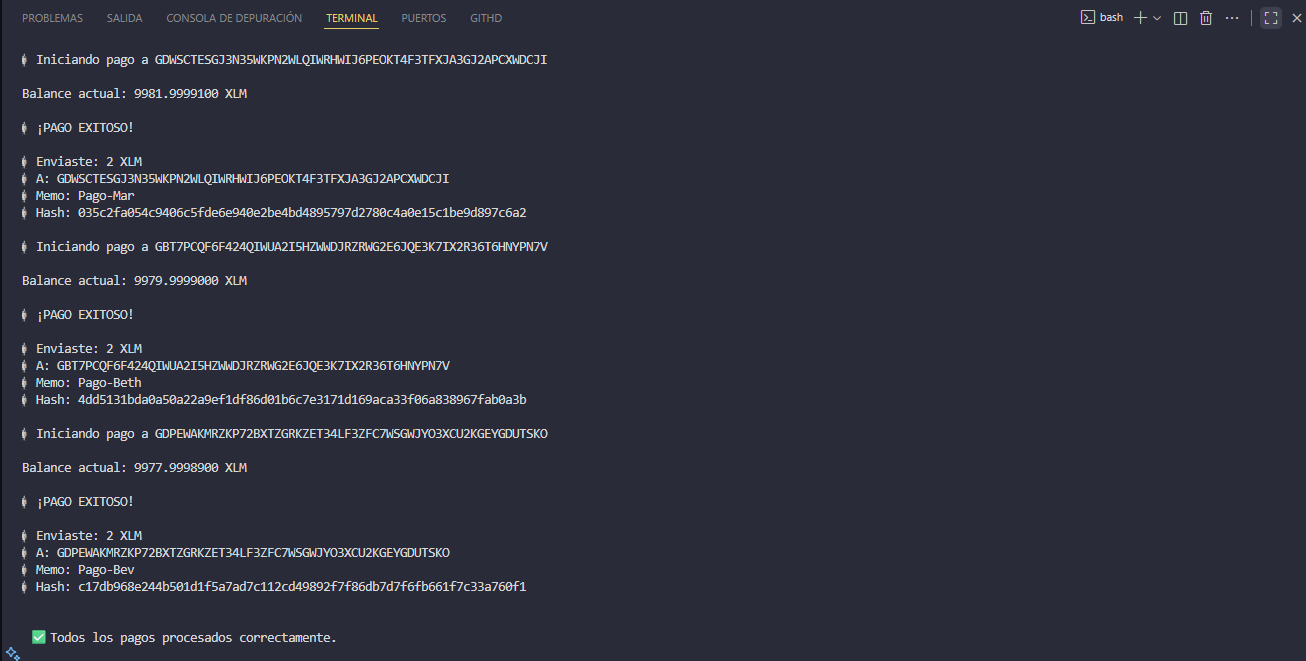 PROBLEMAS SALIDA CONSOLA DE DEPURACIÓN TERMINAL PUERTOS GITHD bash
Iniciando pago a GDWSCTESGJ3N35WKPN2WLQIWRHWIJ6PEOKT4F3TFXJA3GJ2APCXWDCJI
Balance actual: 9981.9999100 XLM
¡PAGO EXITOSO!
Enviaste: 2 XLM
A: GDWSCTESGJ3N35WKPN2WLQIWRHWIJ6PEOKT4F3TFXJA3GJ2APCXWDCJI
Memo: Pago-Mar
Hash: 035c2fa054c9406c5fde6e940e2be4bd4895797d2780c4a0e15c1be9d897c6a2
Iniciando pago a GBT7PCQF6F424QIWUA2I5HZWWDJRZRWG2E6JQE3K7IX2R36T6HNYPN7V
Balance actual: 9979.9999000 XLM
¡PAGO EXITOSO!
Enviaste: 2 XLM
A: GBT7PCQF6F424QIWUA2I5HZWWDJRZRWG2E6JQE3K7IX2R36T6HNYPN7V
Memo: Pago-Beth
Hash: 4dd5131bda0a50a22a9ef1df86d01b6c7e3171d169aca33f06a838967fab0a3b
Iniciando pago a GDPEWAKMRZKP72BXTZGRKZET34LF3ZFC7WSGWJYO3XCU2KGEYGDUTSKO
Balance actual: 9977.9998900 XLM
¡PAGO EXITOSO!
Enviaste: 2 XLM
A: GDPEWAKMRZKP72BXTZGRKZET34LF3ZFC7WSGWJYO3XCU2KGEYGDUTSKO
Memo: Pago-Bev
Hash: c17db968e244b501d1f5a7ad7c112cd49892f7f86db7d7f6fb661f7c33a760f1
✅ Todos los pagos procesados correctamente.